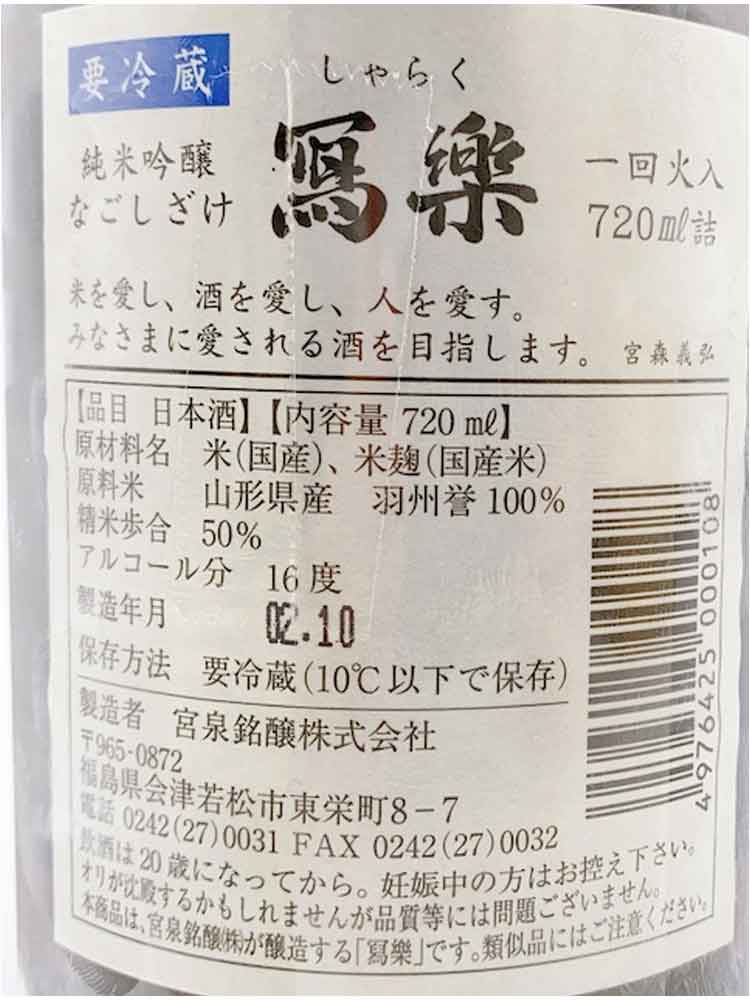 要冷蔵
しゃらく
寫樂
純米吟醸
なごしざけ
一回火入
720㎖詰
米を愛し、酒を愛し、人を愛す。
みなさまに愛される酒を目指します。 宮森義弘
【品目 日本酒】【内容量 720㎖】
原材料名 米(国産)、米麹(国産米)
原料米 山形県産 羽州誉100%
精米歩合 50%
アルコール分 16度
製造年月 02.10
保存方法 要冷蔵(10℃以下で保存)
製造者 宮泉銘醸株式会社
〒965-0872
福島県会津若松市東栄町8-7
電話 0242(27)0031 FAX 0242(27)0032
飲酒は20歳になってから。妊娠中の方はお控え下さい。
オリが沈殿するかもしれませんが品質等には問題ございません。
本商品は、宮泉銘醸㈱が醸造する「寫樂」です。類似品にはご注意ください。
4976425000108